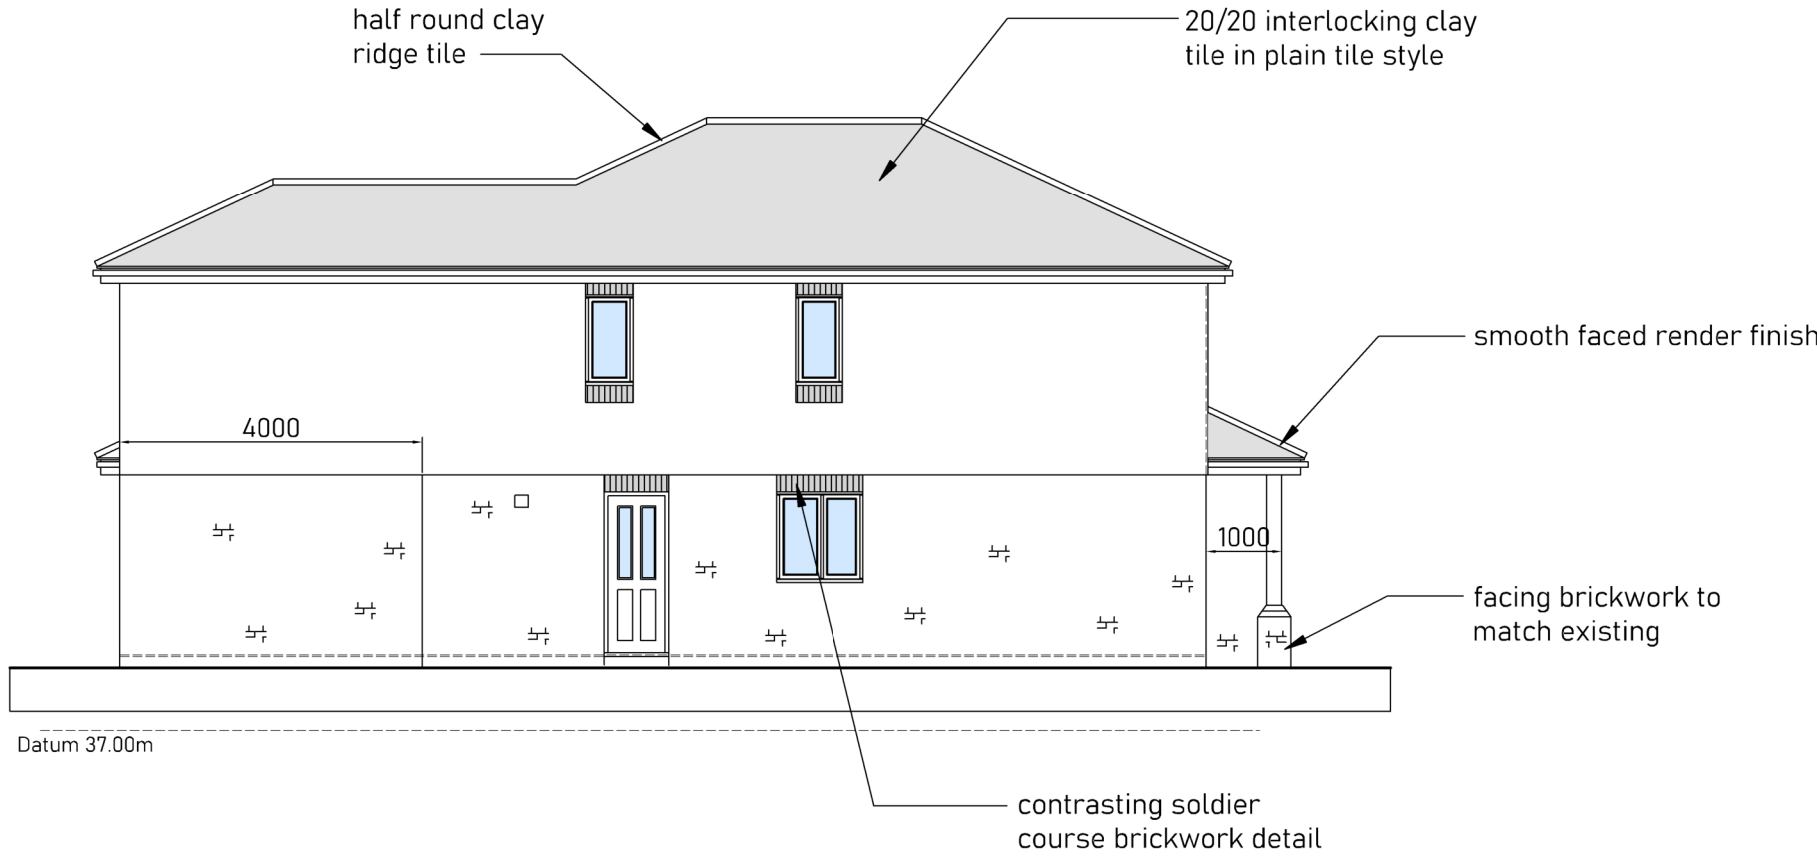 half round clay
ridge tile
20/20 interlocking clay
tile in plain tile style
smooth faced render finish
4000
1000
facing brickwork to
match existing
Datum 37.00m
contrasting soldier
course brickwork detail